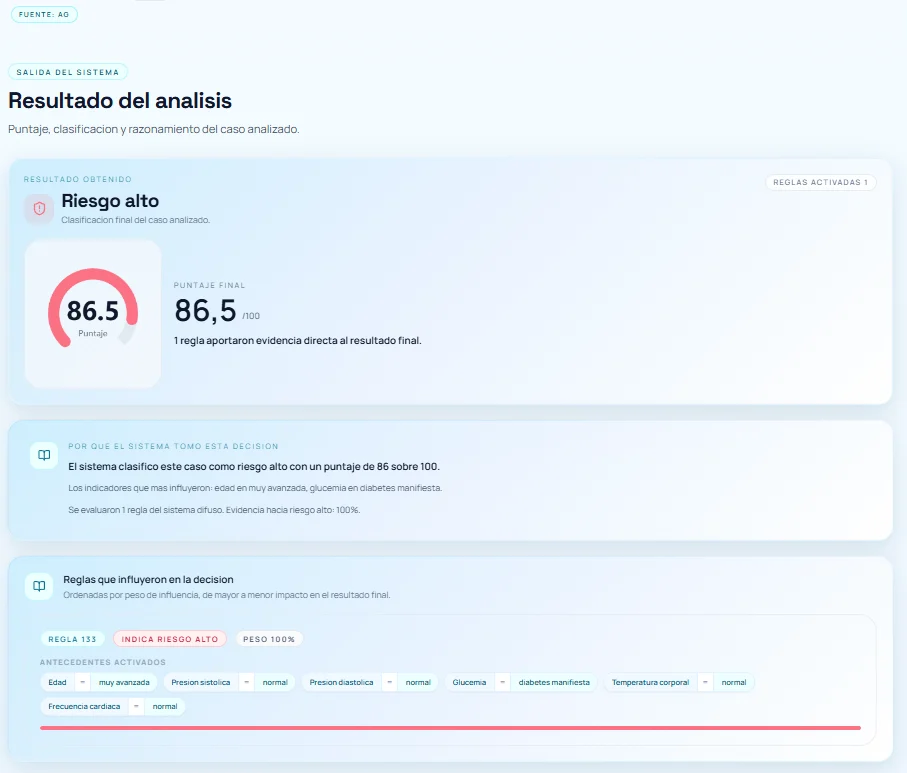 FUENTE: AG
SALIDA DEL SISTEMA
Resultado del analisis
Puntaje, clasificacion y razonamiento del caso analizado.
RESULTADO OBTENIDO
REGLAS ACTIVADAS 1
Riesgo alto
Clasificacion final del caso analizado.
86.5
Puntaje
PUNTAJE FINAL
86,5 /100
1 regla aportaron evidencia directa al resultado final.
POR QUE EL SISTEMA TOMO ESTA DECISION
El sistema clasifico este caso como riesgo alto con un puntaje de 86 sobre 100.
Los indicadores que mas influyeron: edad en muy avanzada, glucemia en diabetes manifiesta.
Se evaluaron 1 regla del sistema difuso. Evidencia hacia riesgo alto: 100%.
Reglas que influyeron en la decision
Ordenadas por peso de influencia, de mayor a menor impacto en el resultado final.
REGLA 133 INDICA RIESGO ALTO PESO 100%
ANTECEDENTES ACTIVADOS
Edad = muy avanzada Presion sistolica = normal Presion diastolica = normal Glucemia = diabetes manifiesta Temperatura corporal = normal
Frecuencia cardiaca = normal